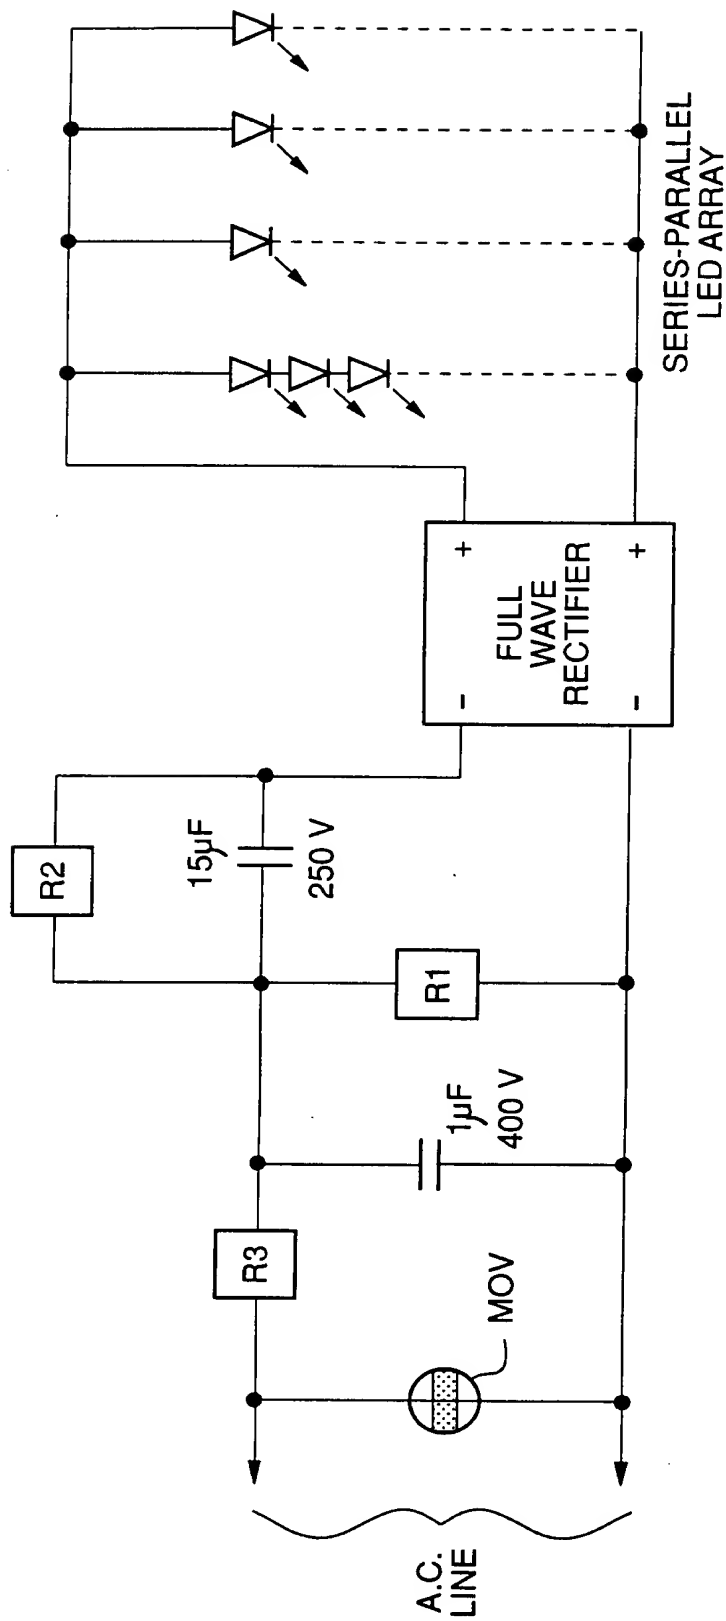 A.C.
LINE
MOV
R3
1µF
400 V
R1
R2
15µF
250 V
-
-
FULL
WAVE
RECTIFIER
+
+
SERIES-PARALLEL
LED ARRAY